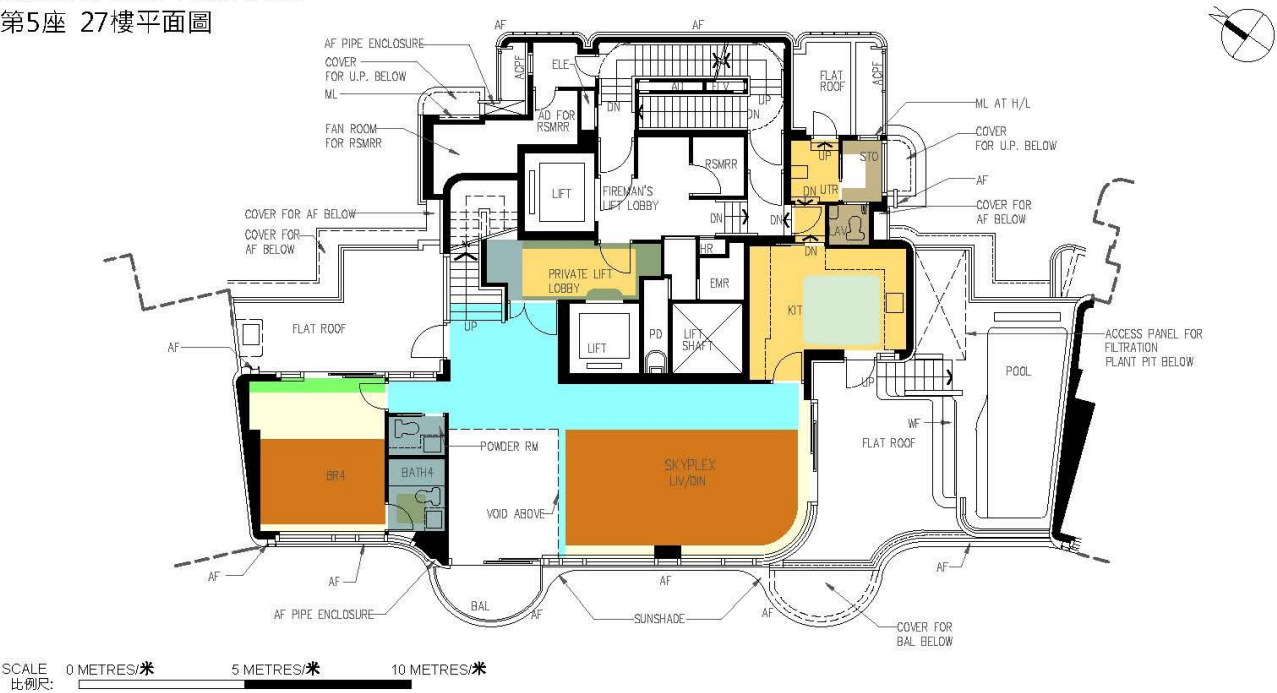 第5座 27樓平面圖
N
AF
AF
AF PIPE ENCLOSURE
COVER
FOR U.P. BELOW
ML
FAN ROOM
FOR RSMRR
ACPF
ELE
AD FOR
RSMRR
DN
AD
ELV
UP
DN
FLAT
ROOF
ACPF
ML AT H/L
COVER
FOR U.P. BELOW
AF
COVER FOR
AF BELOW
COVER FOR AF BELOW
COVER FOR
AF BELOW
LIFT
FIREMAN'S
LIFT LOBBY
RSMRR
DN
DN
UP
STO
UTR
DN
LAV
DN
HR
EMR
PRIVATE LIFT
LOBBY
UP
FLAT ROOF
AF
LIFT
PD
LIFT
SHAFT
KIT
UP
ACCESS PANEL FOR
FILTRATION
PLANT PIT BELOW
POOL
WF
FLAT ROOF
POWDER RM
BR4
BATH4
SKYPLEX
LIV/DIN
VOID ABOVE
AF
AF
AF PIPE ENCLOSURE
BAL
AF
AF
SUNSHADE
AF
AF
COVER FOR
BAL BELOW
SCALE 0 METRES/米 5 METRES/米 10 METRES/米
比例尺: